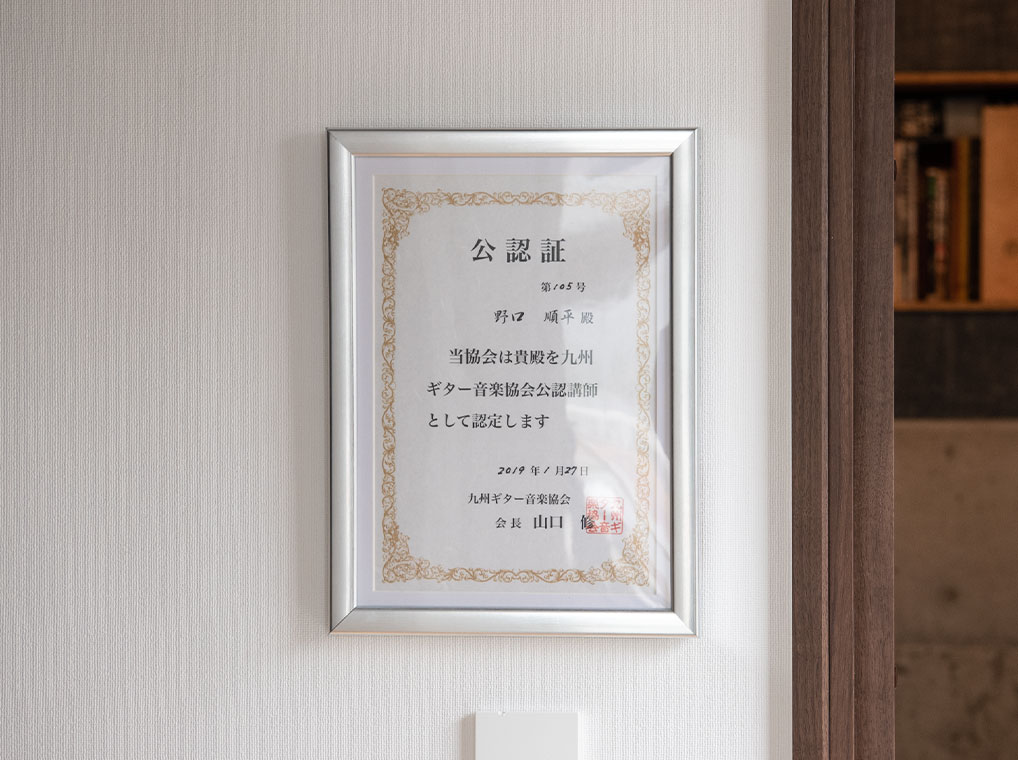 公認証
第105号
野口 順平 殿
当協会は貴殿を九州
ギター音楽協会公認講師
として認定します
2019年1月27日
九州ギター音楽協会
会長 山口 修